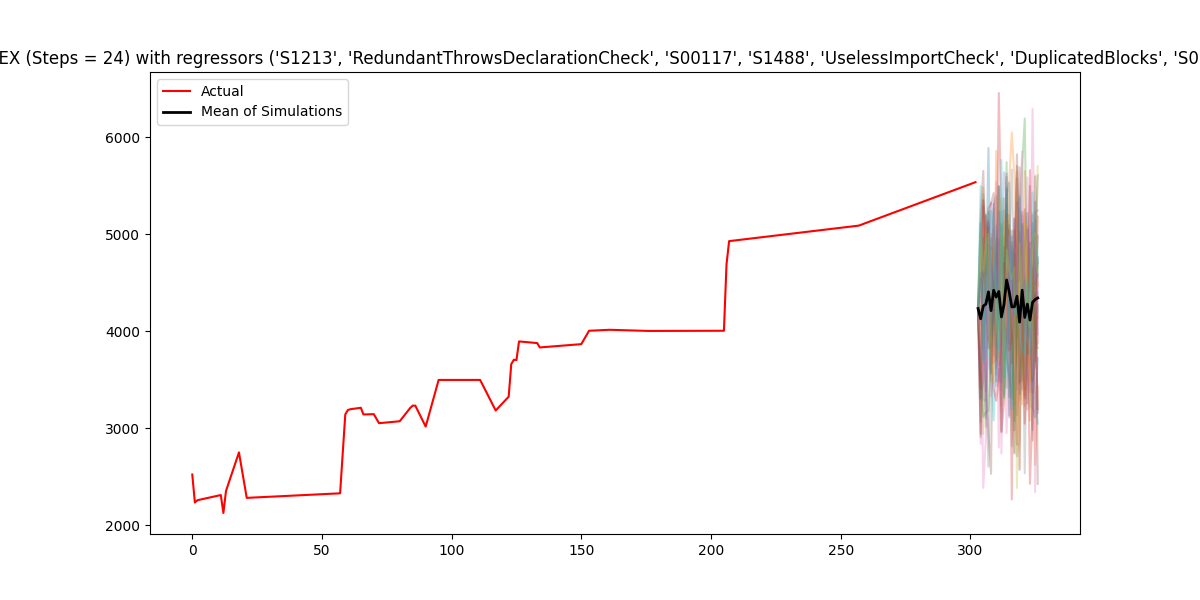 EX (Steps = 24) with regressors ('S1213', 'RedundantThrowsDeclarationCheck', 'S00117', 'S1488', 'UselessImportCheck', 'DuplicatedBlocks', 'S0
Actual
Mean of Simulations
6000
5000
4000
3000
2000
0 50 100 150 200 250 300